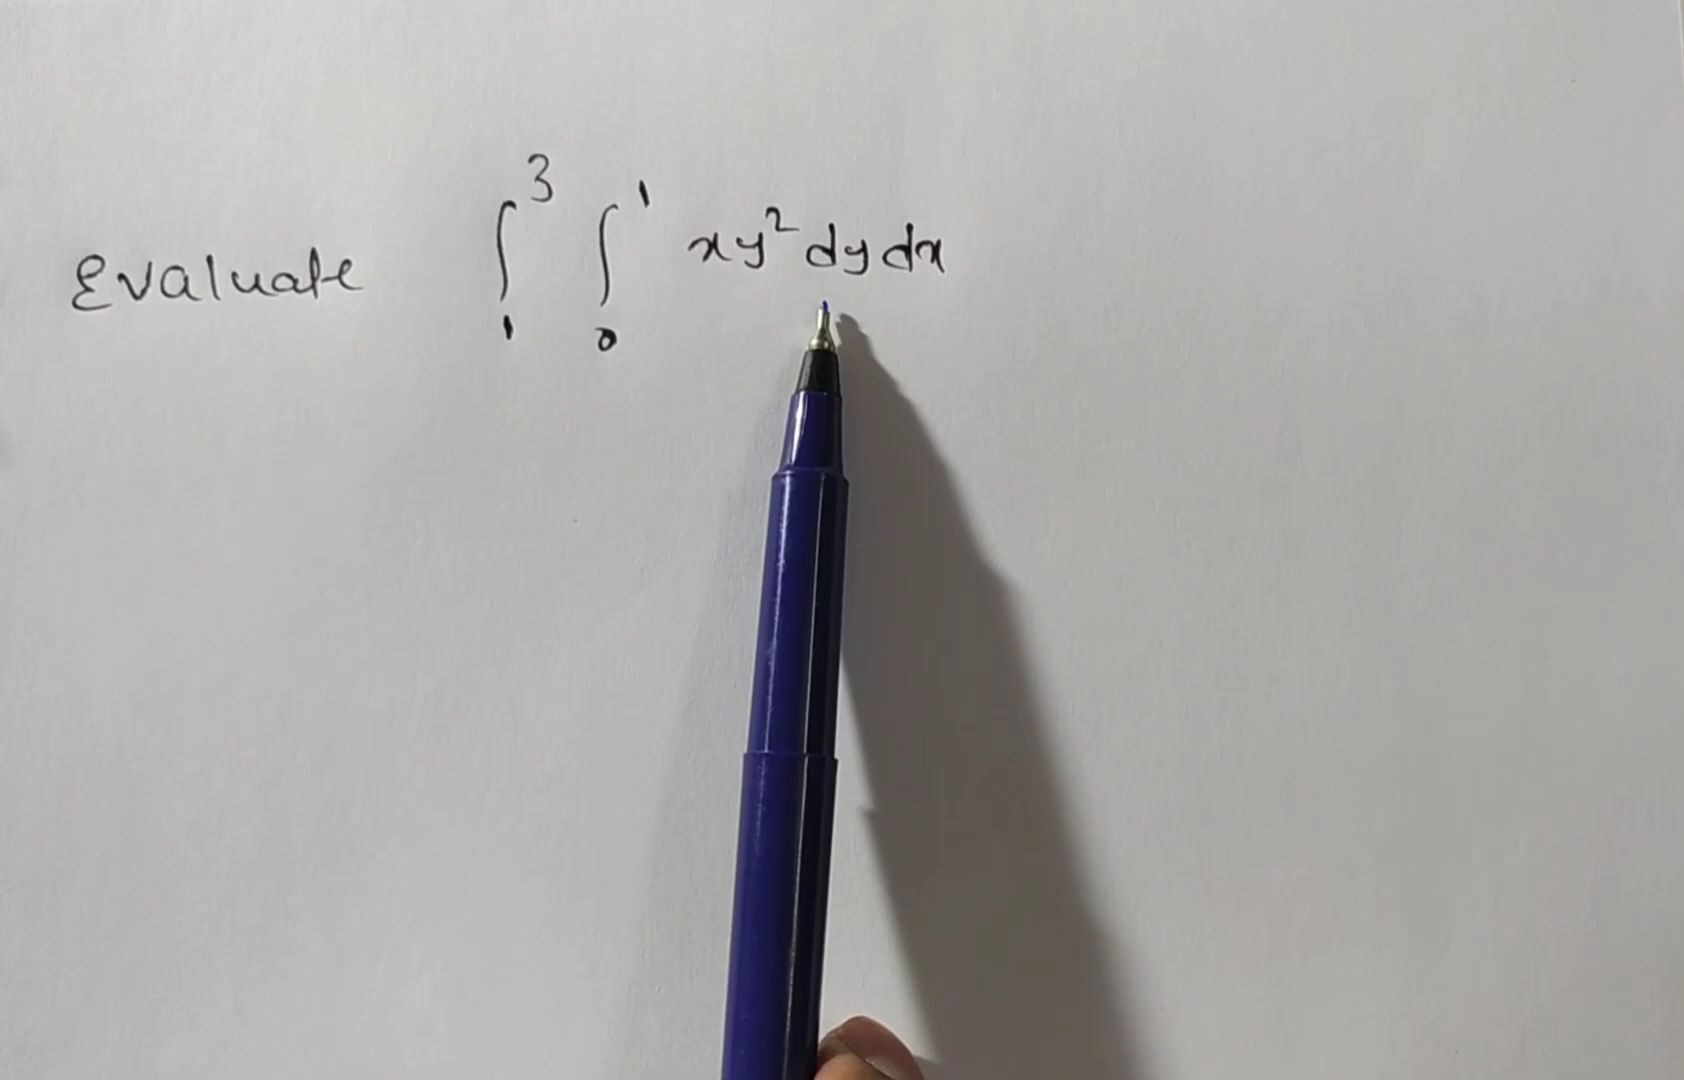 Evaluate ∫₁³ ∫₀¹ xy² dy dx